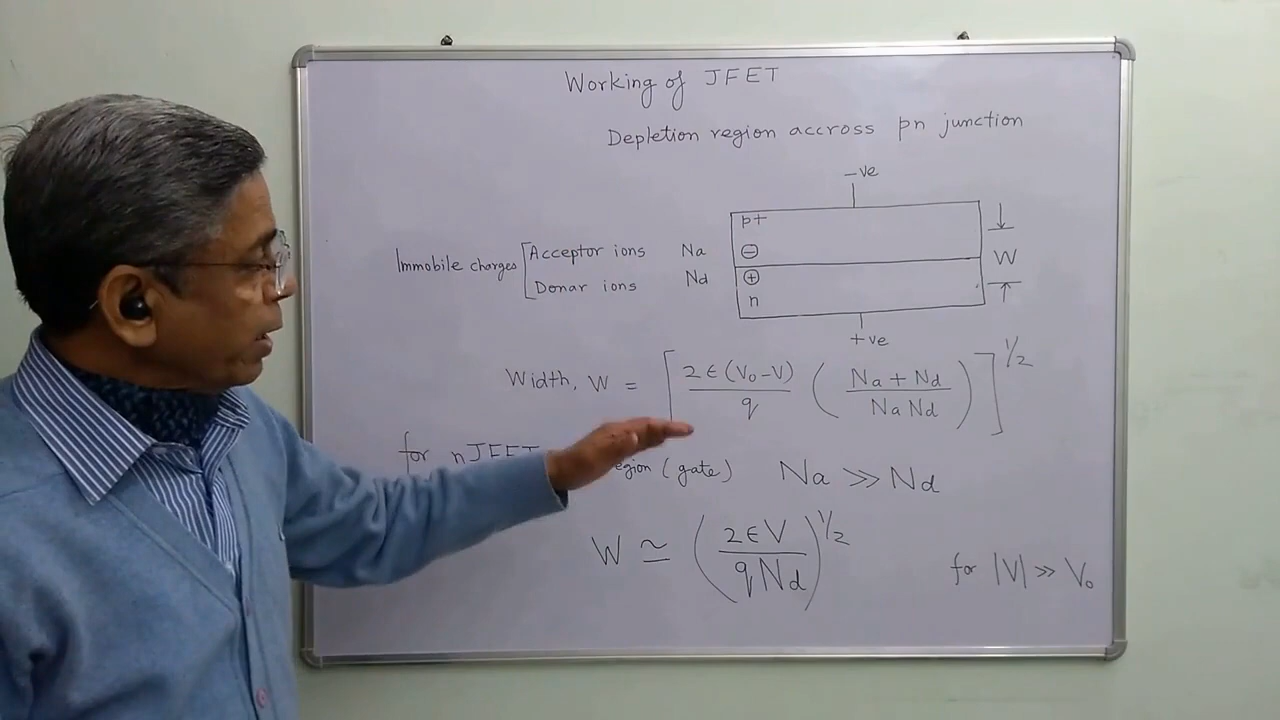 Working of JFET
Depletion region accross pn junction
-ve
p+
Immobile charges [ Acceptor ions Na
Donar ions Nd
⊖
⊕
n
W
+ve
Width, W = [ 2ϵ(V₀-V) / q ( Na + Nd / Na Nd ) ]^1/2
for nJFET (gate) Na ≫ Nd
W ≃ ( 2ϵV / qNd )^1/2 for |V| ≫ V₀